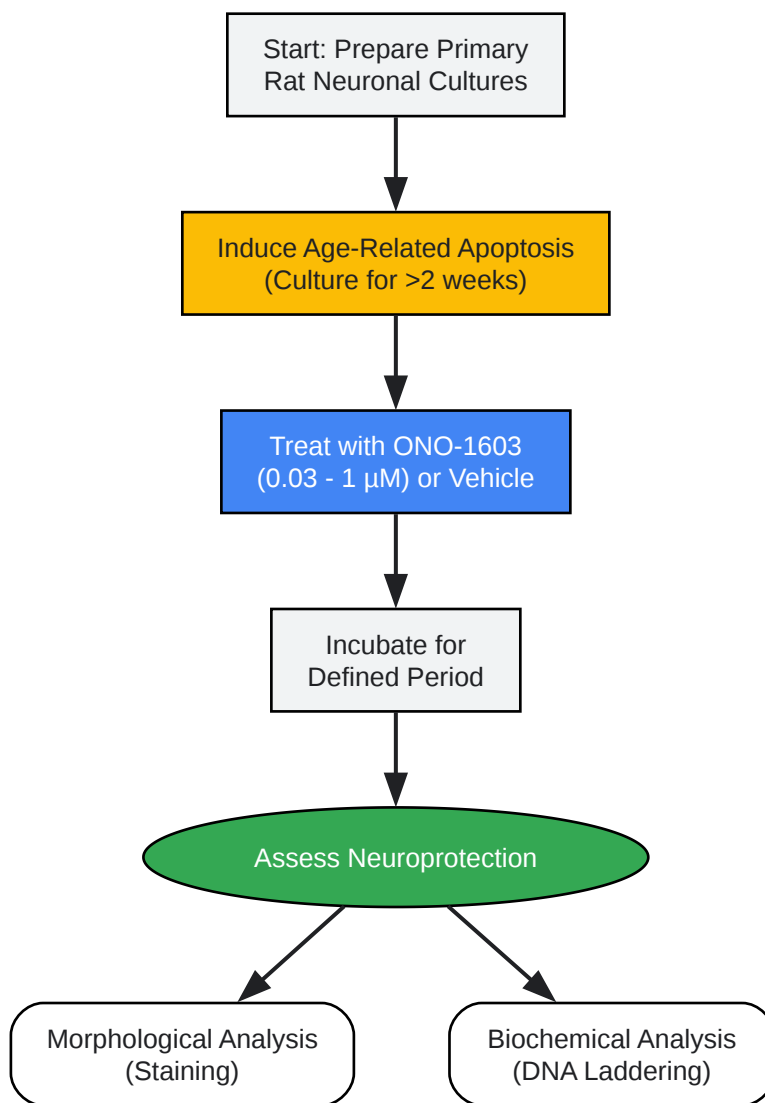 Start: Prepare Primary
Rat Neuronal Cultures
Induce Age-Related Apoptosis
(Culture for >2 weeks)
Treat with ONO-1603
(0.03 - 1 µM) or Vehicle
Incubate for
Defined Period
Assess Neuroprotection
Morphological Analysis
(Staining)
Biochemical Analysis
(DNA Laddering)